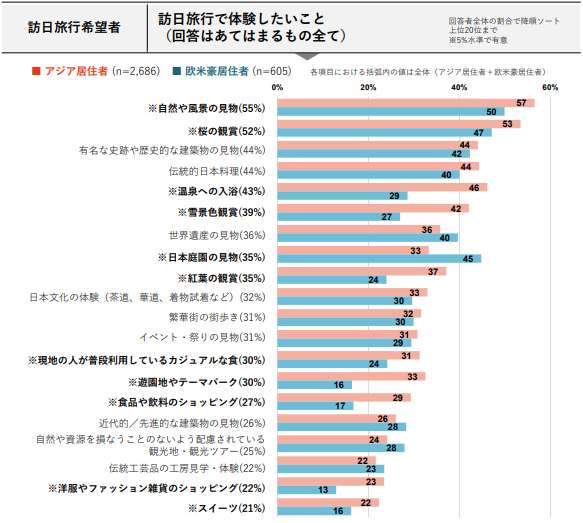 訪日旅行希望者
訪日旅行で体験したいこと
（回答はあてはまるもの全て）
回答者全体の割合で降順ソート
上位20位まで
※5%水準で有意
■ アジア居住者 (n=2,686) ■ 欧米豪居住者 (n=605) 各項目における括弧内の値は全体（アジア居住者＋欧米豪居住者）
0% 20% 40% 60%
※自然や風景の見物(55%) 57 50
※桜の観賞(52%) 53 47
有名な史跡や歴史的な建築物の見物(44%) 44 42
伝統的日本料理(44%) 44 40
※温泉への入浴(43%) 46 29
※雪景色観賞(39%) 42 27
世界遺産の見物(36%) 36 40
※日本庭園の見物(35%) 33 45
※紅葉の観賞(35%) 37 24
日本文化の体験（茶道、華道、着物試着など）(32%) 33 30
繁華街の街歩き(31%) 32 30
イベント・祭りの見物(31%) 31 29
※現地の人が普段利用しているカジュアルな食(30%) 31 24
※遊園地やテーマパーク(30%) 33 16
※食品や飲料のショッピング(27%) 29 17
近代的／先進的な建築物の見物(26%) 26 28
自然や資源を損なうことのないよう配慮されている
観光地・観光ツアー(25%) 24 28
伝統工芸品の工房見学・体験(22%) 22 23
※洋服やファッション雑貨のショッピング(22%) 23 13
※スイーツ(21%) 22 16